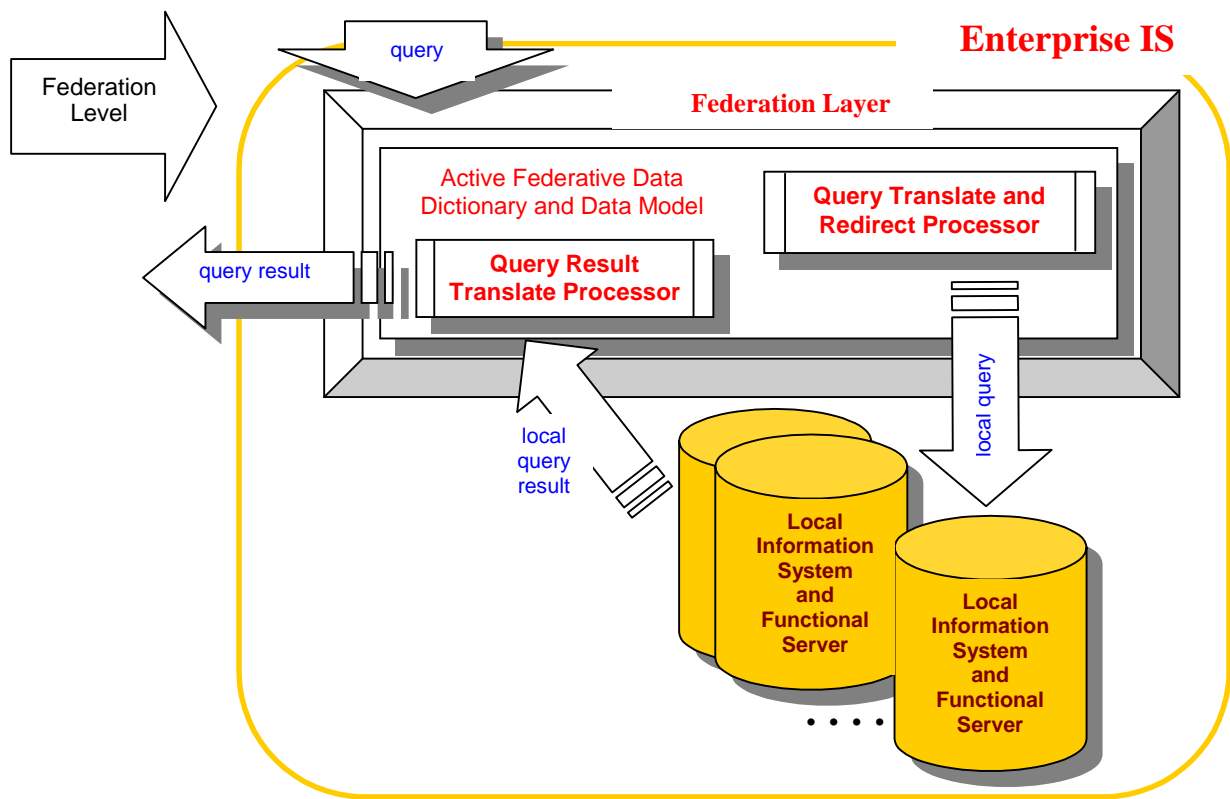 Enterprise IS
query
Federation
Level
Federation Layer
Active Federative Data
Dictionary and Data Model
Query Translate and
Redirect Processor
query result
Query Result
Translate Processor
local query
local
query
result
Local
Information
System
and
Functional
Server
Local
Information
System
and
Functional
Server
. . . .